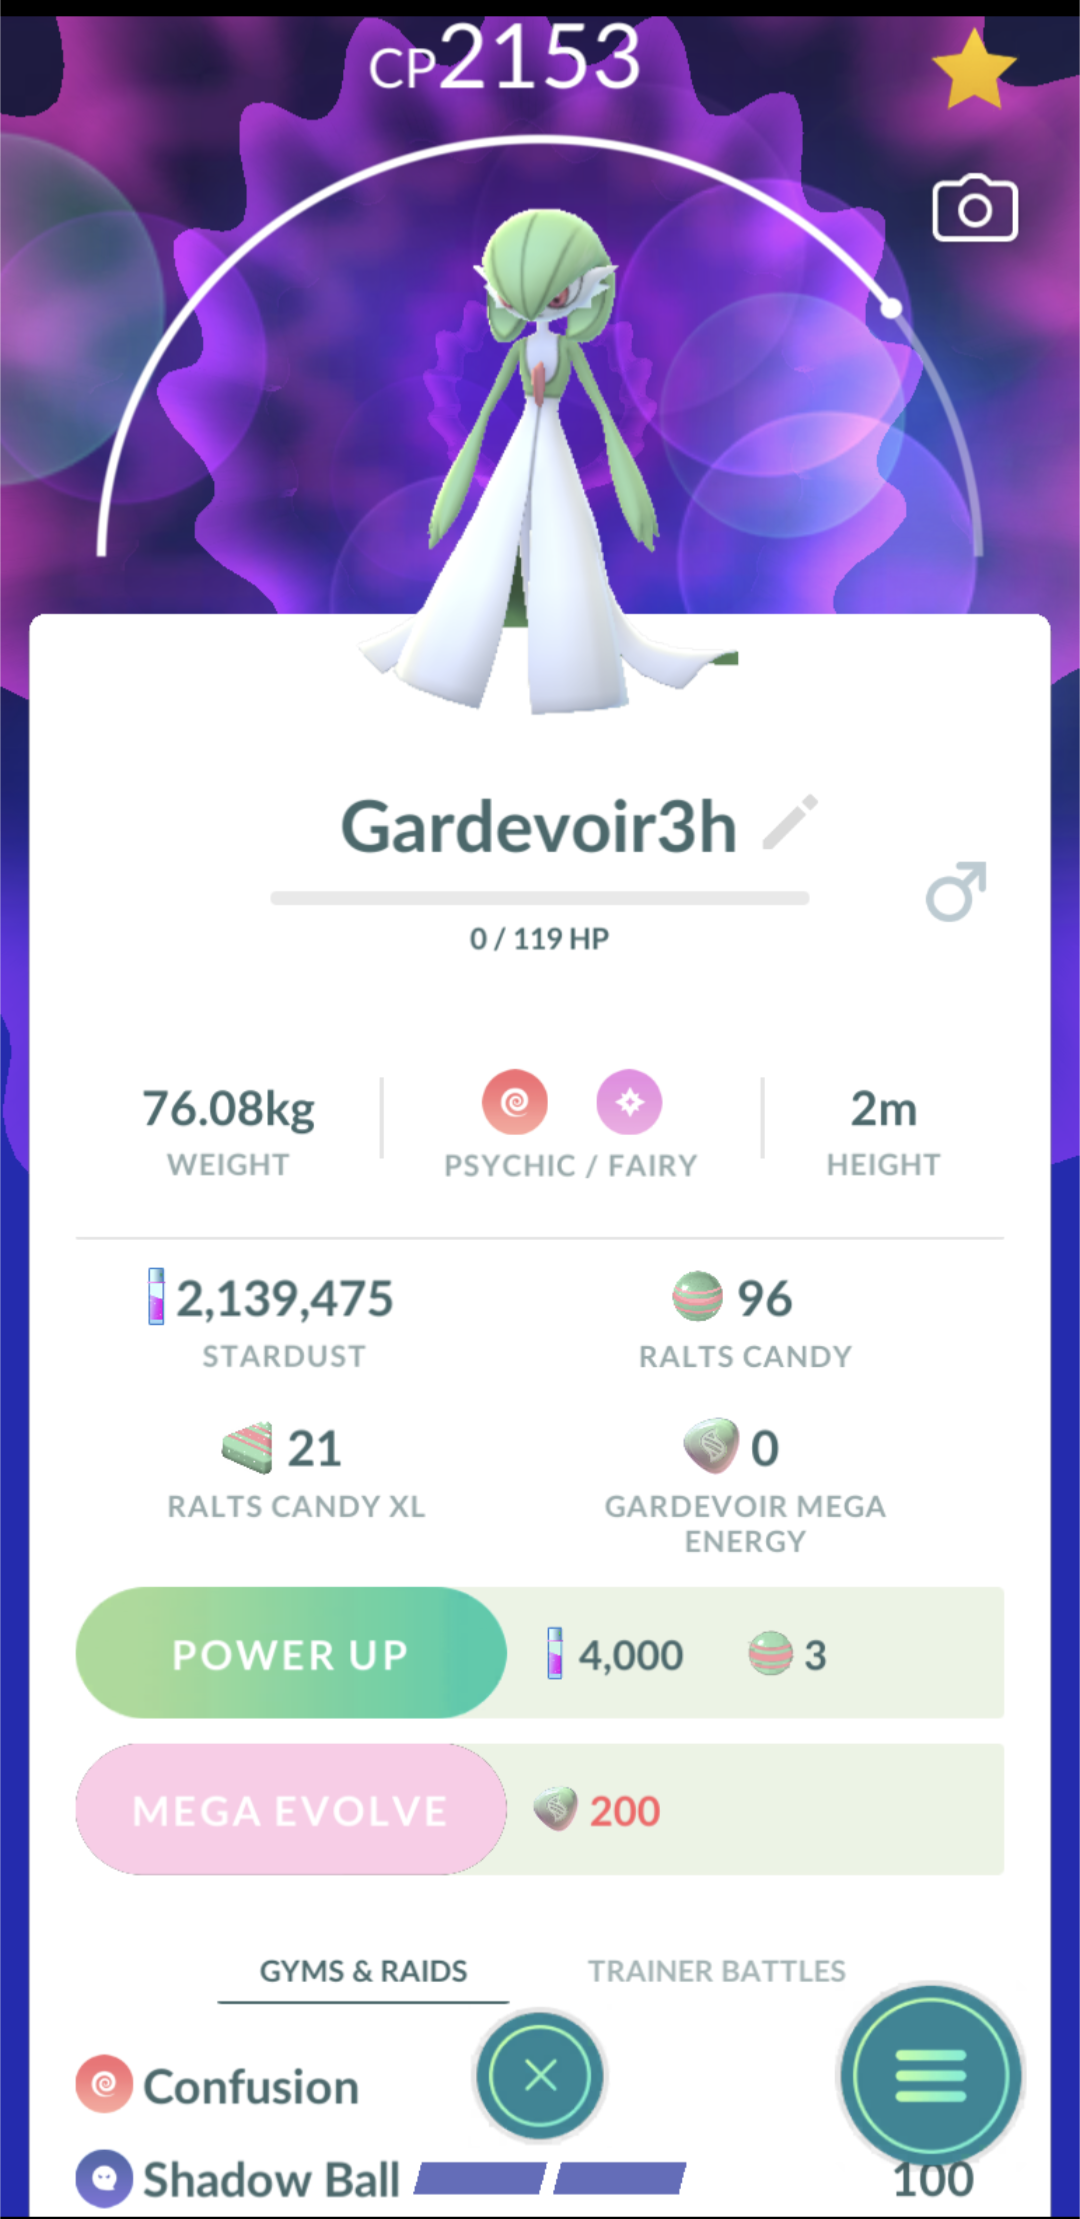 CP2153
Gardevoir3h
0 / 119 HP
76.08kg
WEIGHT
PSYCHIC / FAIRY
2m
HEIGHT
2,139,475
STARDUST
96
RALTS CANDY
21
RALTS CANDY XL
0
GARDEVOIR MEGA
ENERGY
POWER UP 4,000 3
MEGA EVOLVE 200
GYMS & RAIDS TRAINER BATTLES
Confusion
Shadow Ball 100